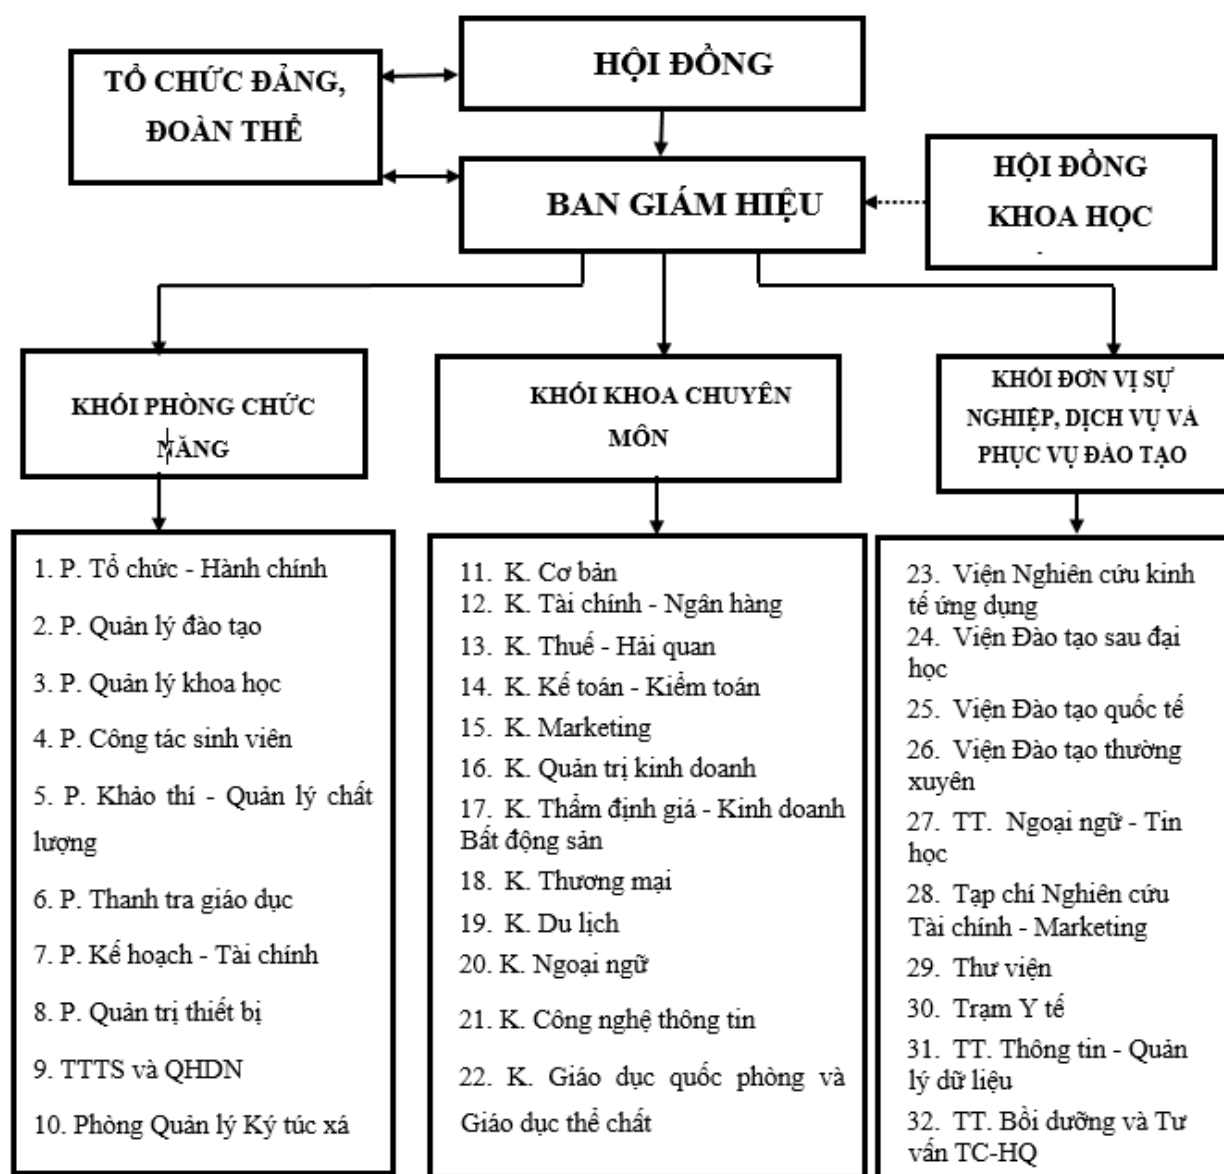 TỔ CHỨC ĐẢNG,
ĐOÀN THỂ
HỘI ĐỒNG
BAN GIÁM HIỆU
HỘI ĐỒNG
KHOA HỌC
KHỐI PHÒNG CHỨC
NĂNG
KHỐI KHOA CHUYÊN
MÔN
KHỐI ĐƠN VỊ SỰ
NGHIỆP, DỊCH VỤ VÀ
PHỤC VỤ ĐÀO TẠO
1. P. Tổ chức - Hành chính
2. P. Quản lý đào tạo
3. P. Quản lý khoa học
4. P. Công tác sinh viên
5. P. Khảo thí - Quản lý chất
lượng
6. P. Thanh tra giáo dục
7. P. Kế hoạch - Tài chính
8. P. Quản trị thiết bị
9. TTTS và QHDN
10. Phòng Quản lý Ký túc xá
11. K. Cơ bản
12. K. Tài chính - Ngân hàng
13. K. Thuế - Hải quan
14. K. Kế toán - Kiểm toán
15. K. Marketing
16. K. Quản trị kinh doanh
17. K. Thẩm định giá - Kinh doanh
Bất động sản
18. K. Thương mại
19. K. Du lịch
20. K. Ngoại ngữ
21. K. Công nghệ thông tin
22. K. Giáo dục quốc phòng và
Giáo dục thể chất
23. Viện Nghiên cứu kinh
tế ứng dụng
24. Viện Đào tạo sau đại
học
25. Viện Đào tạo quốc tế
26. Viện Đào tạo thường
xuyên
27. TT. Ngoại ngữ - Tin
học
28. Tạp chí Nghiên cứu
Tài chính - Marketing
29. Thư viện
30. Trạm Y tế
31. TT. Thông tin - Quản
lý dữ liệu
32. TT. Bồi dưỡng và Tư
vấn TC-HQ